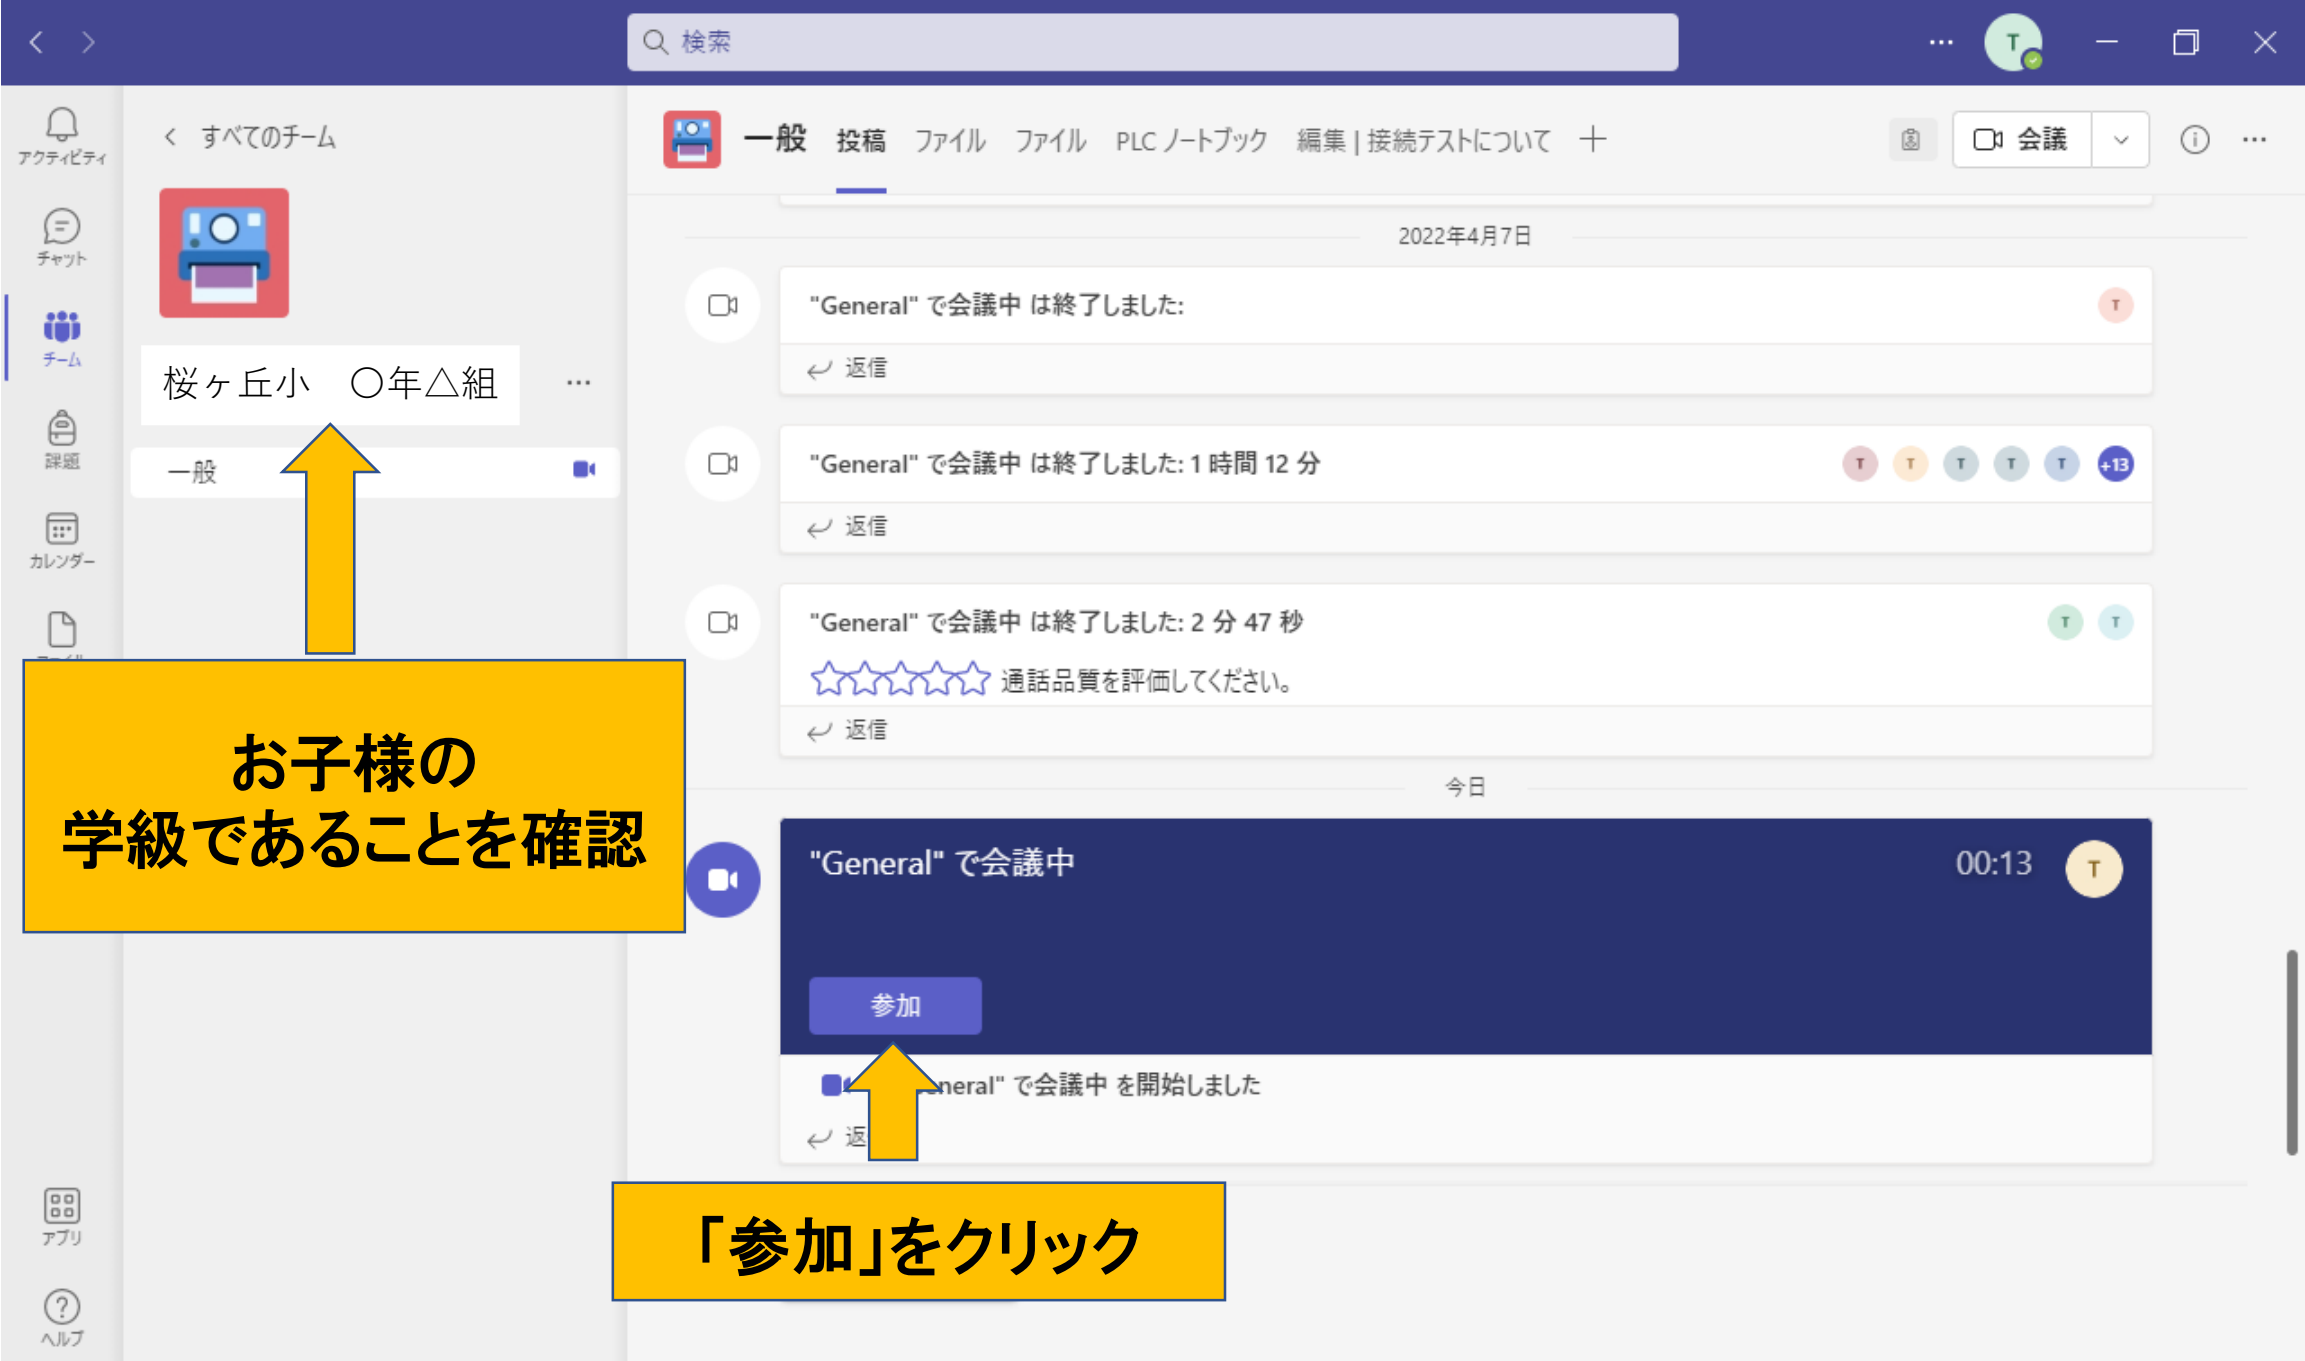 検索
T
アクティビティ
チャット
チーム
課題
カレンダー
アプリ
ヘルプ
すべてのチーム
桜ヶ丘小 〇年△組
一般
お子様の
学級であることを確認
一般 投稿 ファイル ファイル PLC ノートブック 編集 | 接続テストについて
会議
2022年4月7日
"General" で会議中 は終了しました:
T
返信
"General" で会議中 は終了しました: 1 時間 12 分
T T T T T +13
返信
"General" で会議中 は終了しました: 2 分 47 秒
T T
通話品質を評価してください。
返信
今日
"General" で会議中
00:13 T
参加
neral" で会議中 を開始しました
返
「参加」をクリック